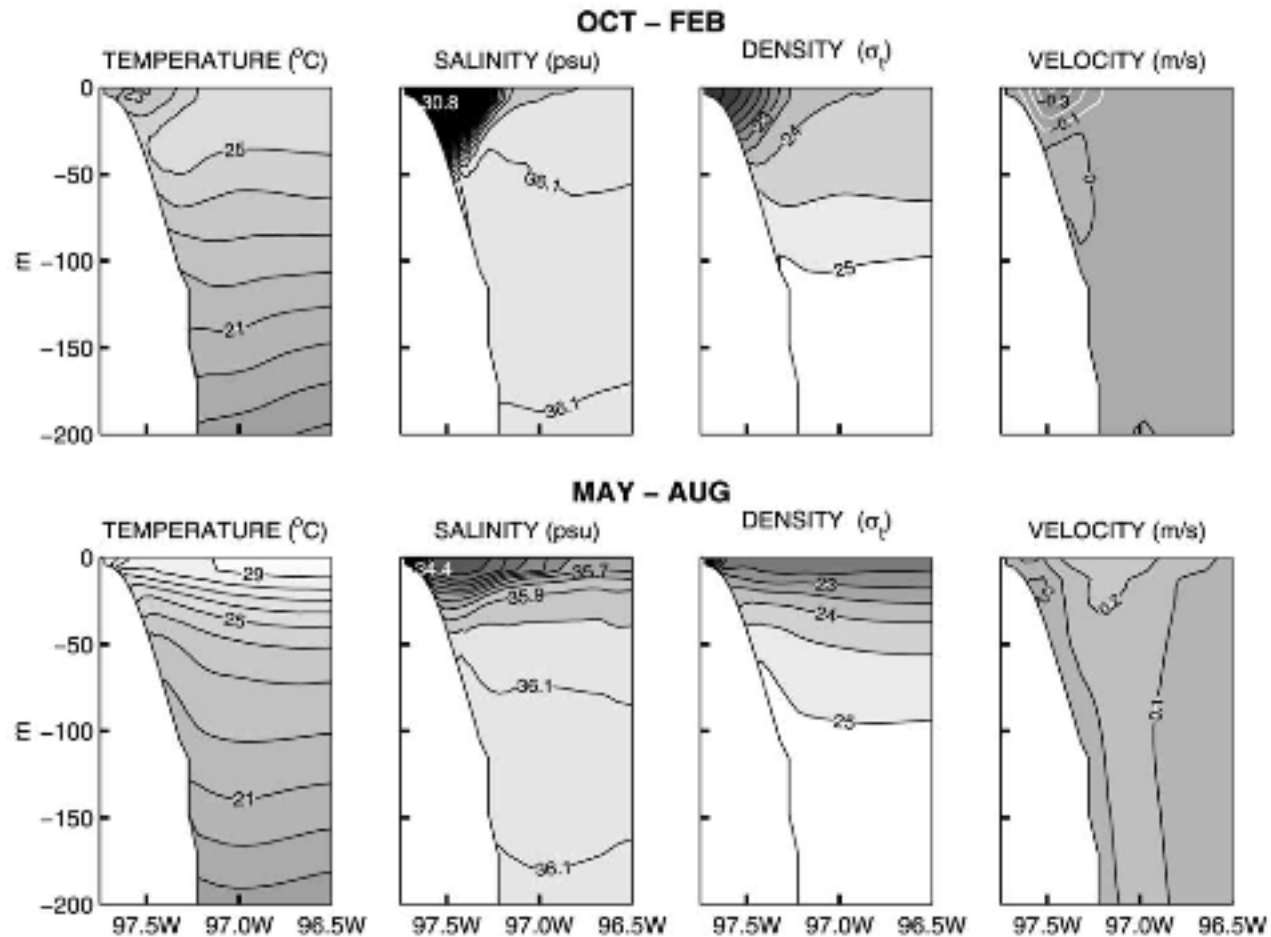 OCT – FEB
TEMPERATURE (°C) SALINITY (psu) DENSITY (σt) VELOCITY (m/s)
0
−50
m −100
−150
−200
23 25 21
30.8 36.1 36.1
23 24 25
−0.3 −0.1 0
MAY – AUG
TEMPERATURE (°C) SALINITY (psu) DENSITY (σt) VELOCITY (m/s)
0
−50
m −100
−150
−200
29 25 21
34.4 35.7 35.9 36.1 36.1
23 24 25
0.2 0.1
97.5W 97.0W 96.5W 97.5W 97.0W 96.5W 97.5W 97.0W 96.5W 97.5W 97.0W 96.5W